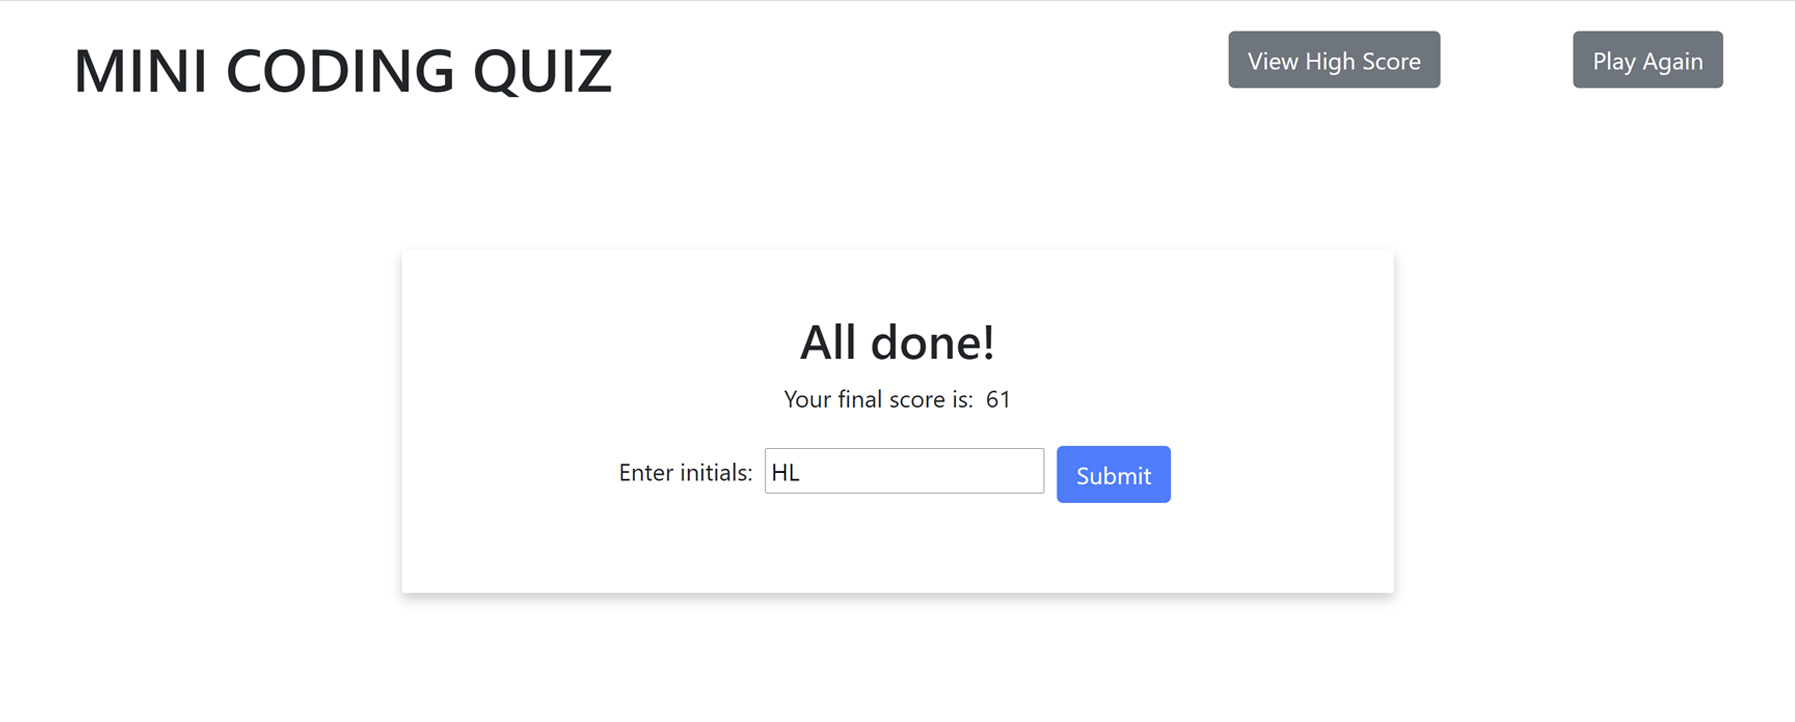 MINI CODING QUIZ
View High Score
Play Again
All done!
Your final score is: 61
Enter initials: HL Submit